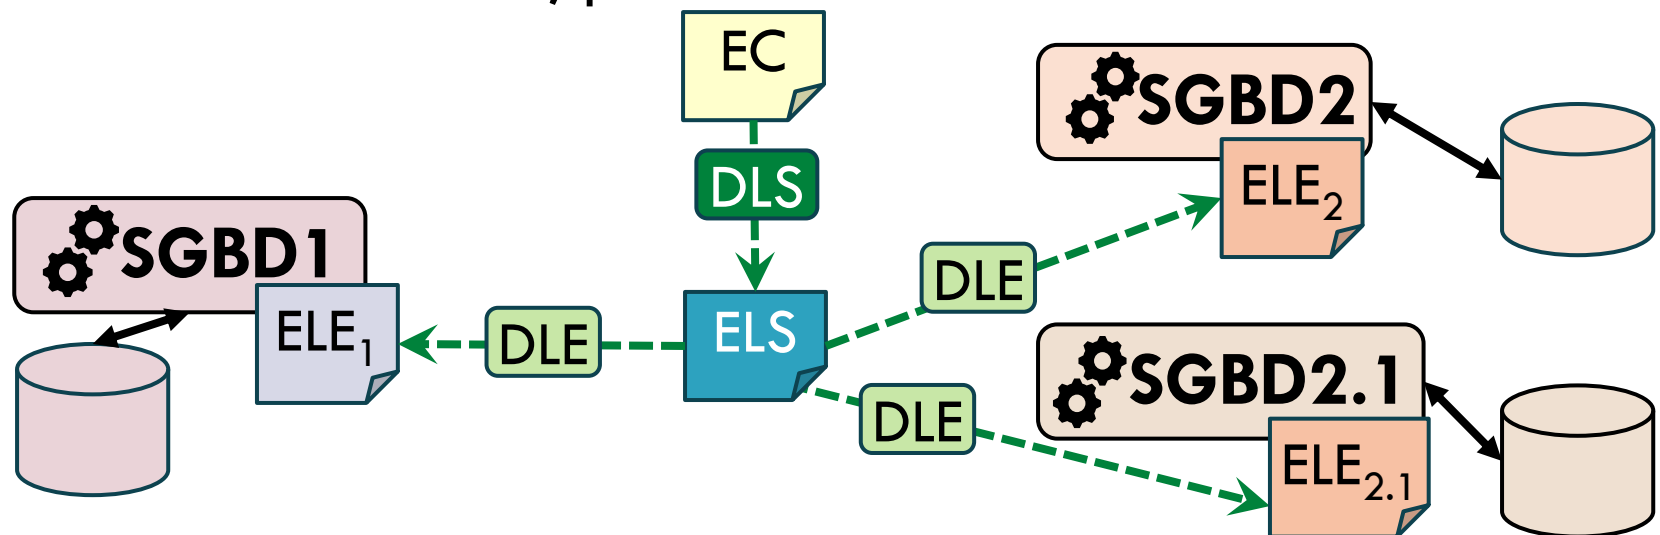 EC
DLS
SGBD2
ELE2
SGBD1
ELE1
DLE
ELS
DLE
DLE
SGBD2.1
ELE2.1